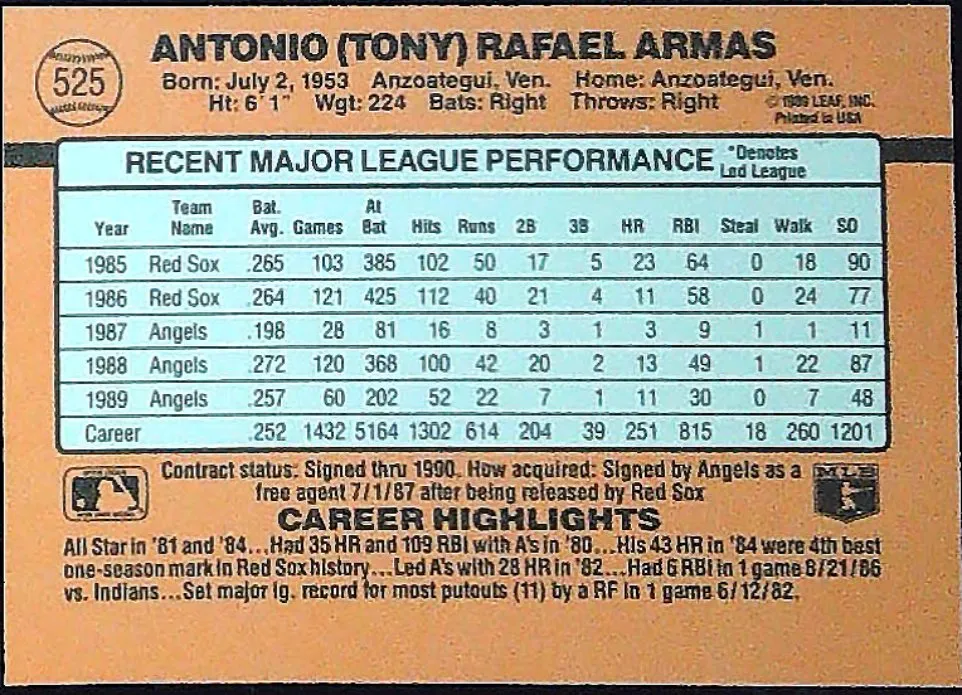 ANTONIO (TONY) RAFAEL ARMAS
525
Born: July 2, 1953 Anzoategui, Ven. Home: Anzoategui, Ven.
Ht: 6'1" Wgt: 224 Bats: Right Throws: Right
© 1989 LEAF, INC.
Printed in USA
RECENT MAJOR LEAGUE PERFORMANCE *Denotes Led League
Year Team Name Bat. Avg. Games At Bat Hits Runs 2B 3B HR RBI Steal Walk SO
1985 Red Sox .265 103 385 102 50 17 5 23 64 0 18 90
1986 Red Sox .264 121 425 112 40 21 4 11 58 0 24 77
1987 Angels .198 28 81 16 8 3 1 3 9 1 1 11
1988 Angels .272 120 368 100 42 20 2 13 49 1 22 87
1989 Angels .257 60 202 52 22 7 1 11 30 0 7 48
Career .252 1432 5164 1302 614 204 39 251 815 18 260 1201
Contract status: Signed thru 1990. How acquired: Signed by Angels as a
free agent 7/1/87 after being released by Red Sox
MLB
CAREER HIGHLIGHTS
All Star in '81 and '84...Had 35 HR and 109 RBI with A's in '80...His 43 HR in '84 were 4th best
one-season mark in Red Sox history...Led A's with 28 HR in '82...Had 6 RBI in 1 game 8/21/86
vs. Indians...Set major lg. record for most putouts (11) by a RF in 1 game 6/12/82.